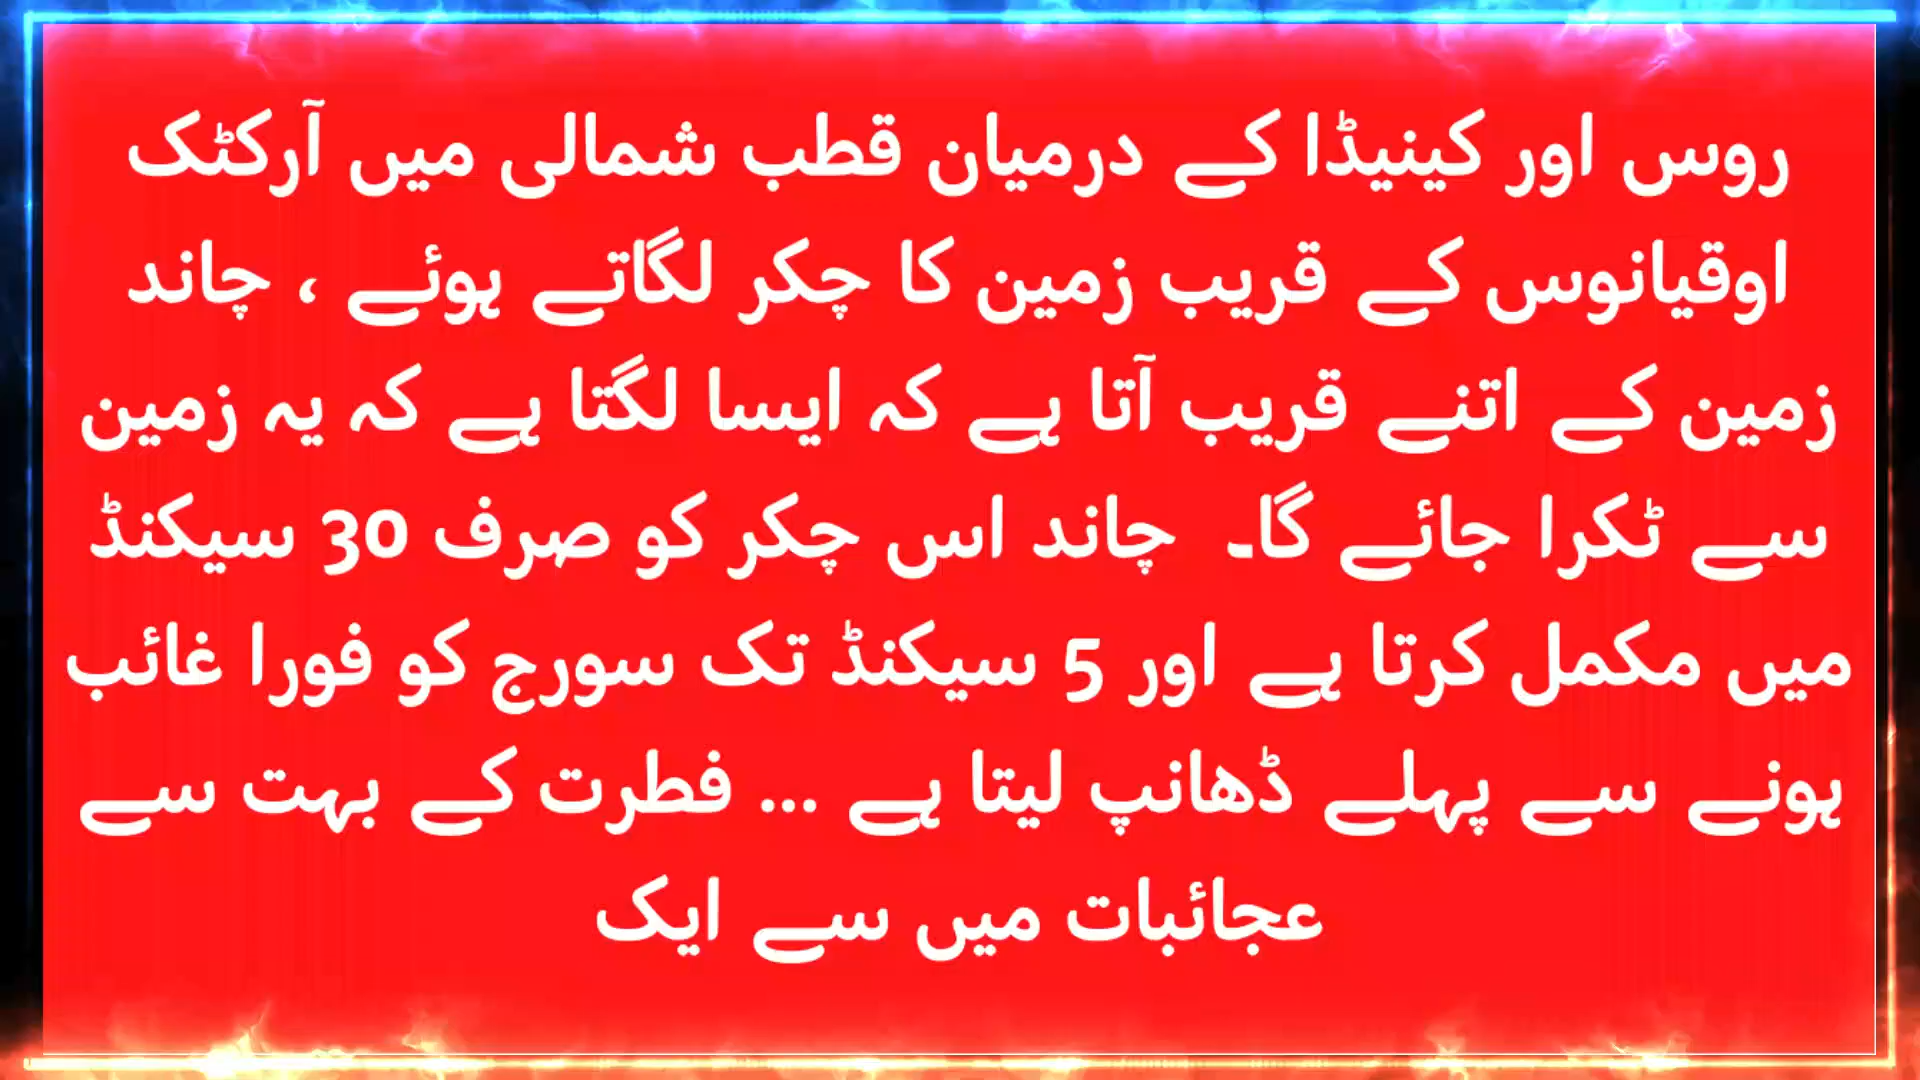 روس اور کینیڈا کے درمیان قطب شمالی میں آرکٹک
اوقیانوس کے قریب زمین کا چکر لگاتے ہوئے ، چاند
زمین کے اتنے قریب آتا ہے کہ ایسا لگتا ہے کہ یہ زمین
سے ٹکرا جائے گا۔ چاند اس چکر کو صرف 30 سیکنڈ
میں مکمل کرتا ہے اور 5 سیکنڈ تک سورج کو فورا غائب
ہونے سے پہلے ڈھانپ لیتا ہے ... فطرت کے بہت سے
عجائبات میں سے ایک